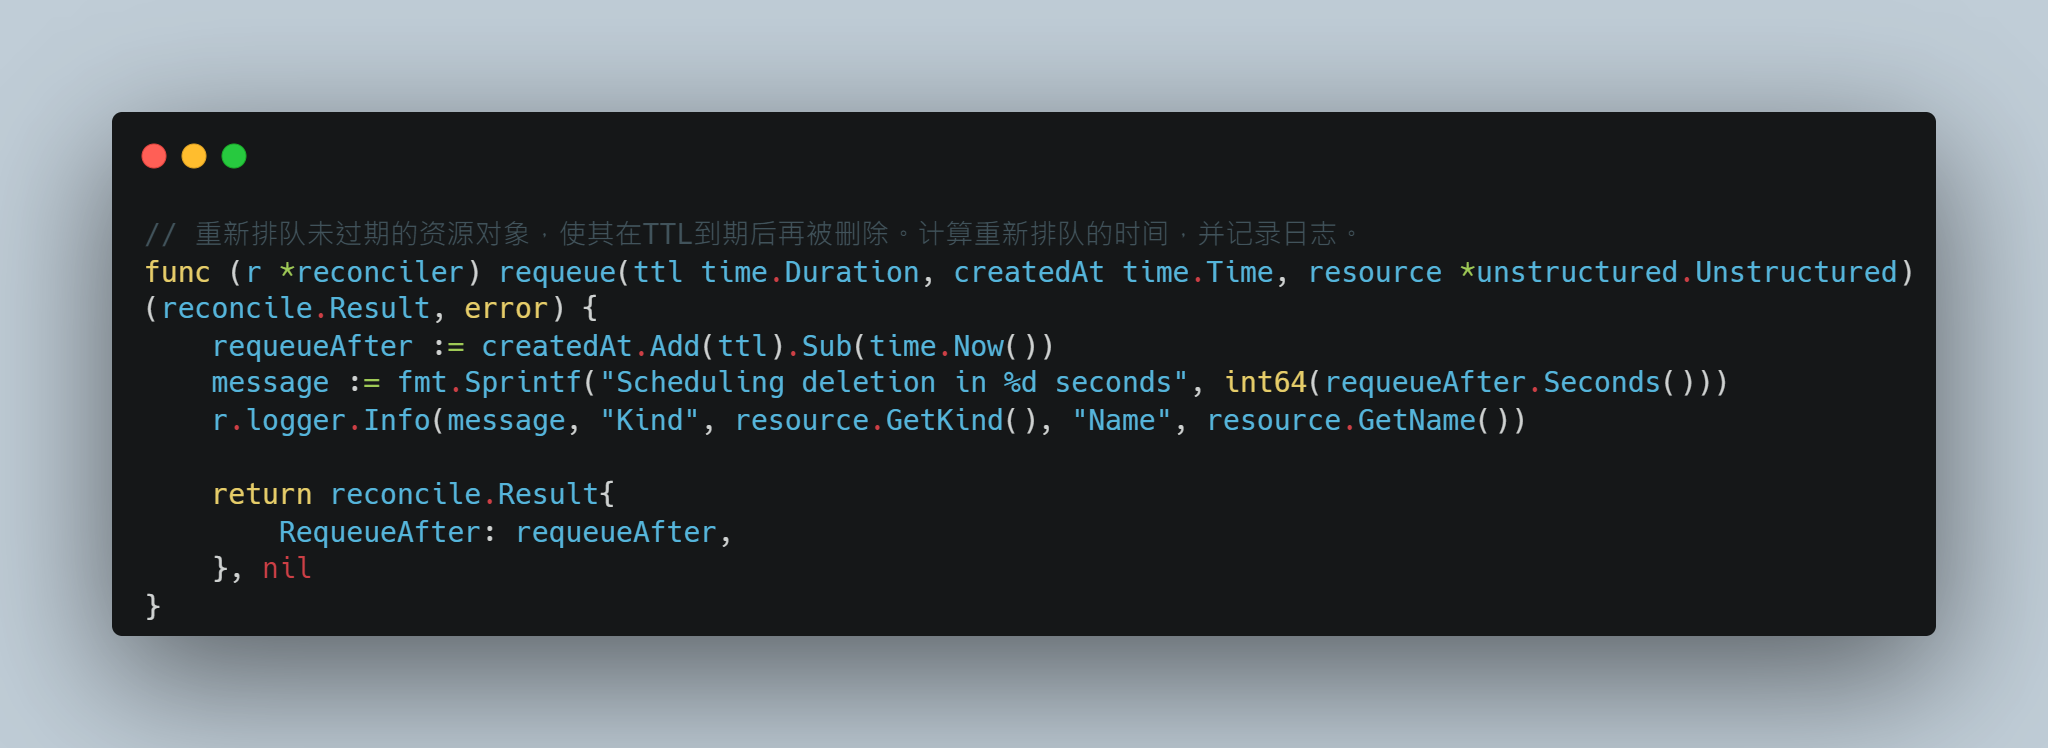 // 重新排队未过期的资源对象，使其在TTL到期后再被删除。计算重新排队的时间，并记录日志。
func (r *reconciler) requeue(ttl time.Duration, createdAt time.Time, resource *unstructured.Unstructured)
(reconcile.Result, error) {
    requeueAfter := createdAt.Add(ttl).Sub(time.Now())
    message := fmt.Sprintf("Scheduling deletion in %d seconds", int64(requeueAfter.Seconds()))
    r.logger.Info(message, "Kind", resource.GetKind(), "Name", resource.GetName())

    return reconcile.Result{
        RequeueAfter: requeueAfter,
    }, nil
}